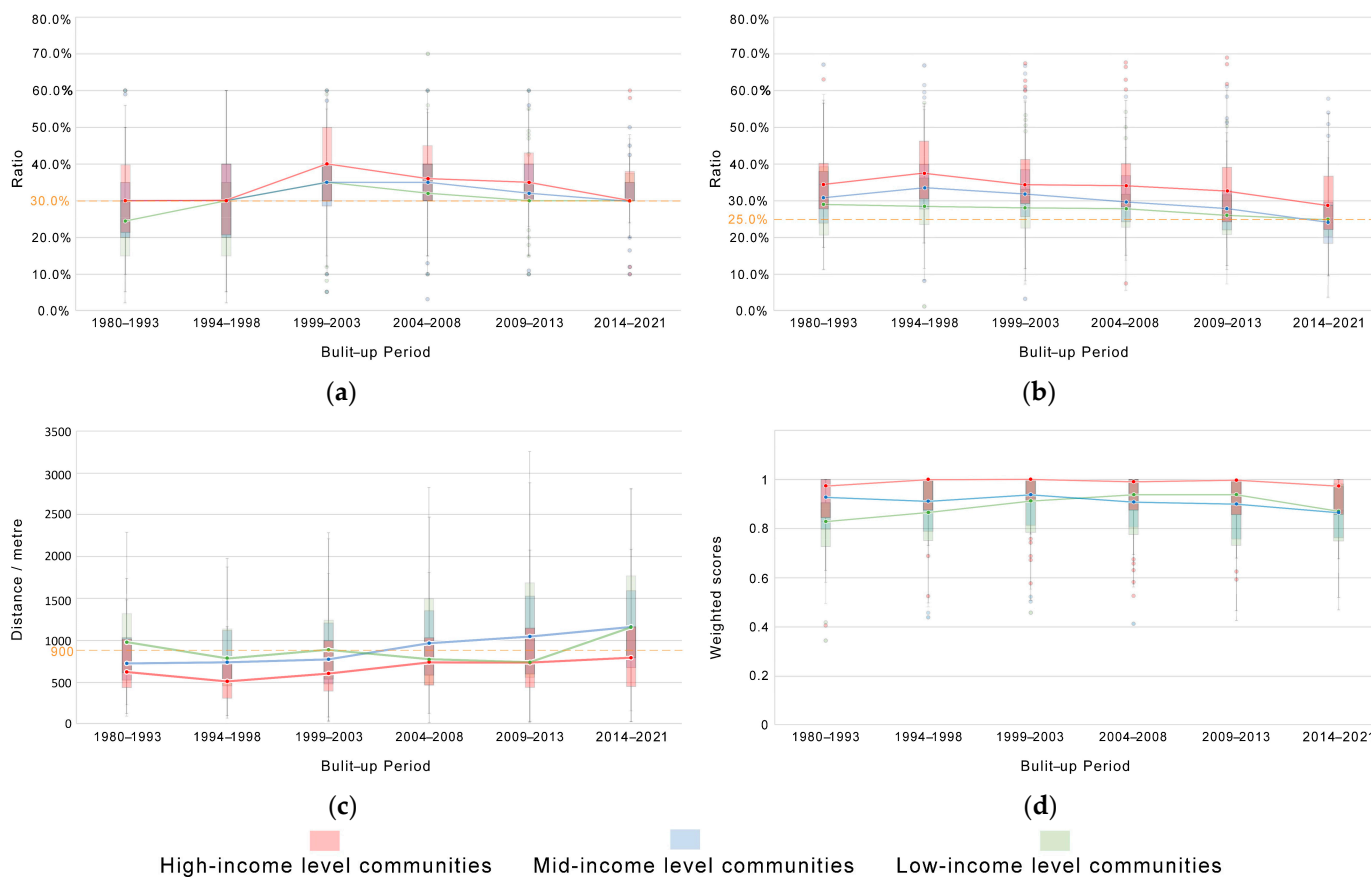 80.0%
70.0%
60.0%
50.0%
40.0%
30.0%
20.0%
10.0%
0.0%
Ratio
1980–1993 1994–1998 1999–2003 2004–2008 2009–2013 2014–2021
Bulit–up Period
(a)
80.0%
70.0%
60.0%
50.0%
40.0%
30.0%
25.0%
20.0%
10.0%
0.0%
Ratio
1980–1993 1994–1998 1999–2003 2004–2008 2009–2013 2014–2021
Bulit–up Period
(b)
3500
3000
2500
2000
1500
1000
900
500
0
Distance / metre
1980–1993 1994–1998 1999–2003 2004–2008 2009–2013 2014–2021
Bulit–up Period
(c)
1
0.8
0.6
0.4
0.2
0
Weighted scores
1980–1993 1994–1998 1999–2003 2004–2008 2009–2013 2014–2021
Bulit–up Period
(d)
High-income level communities Mid-income level communities Low-income level communities